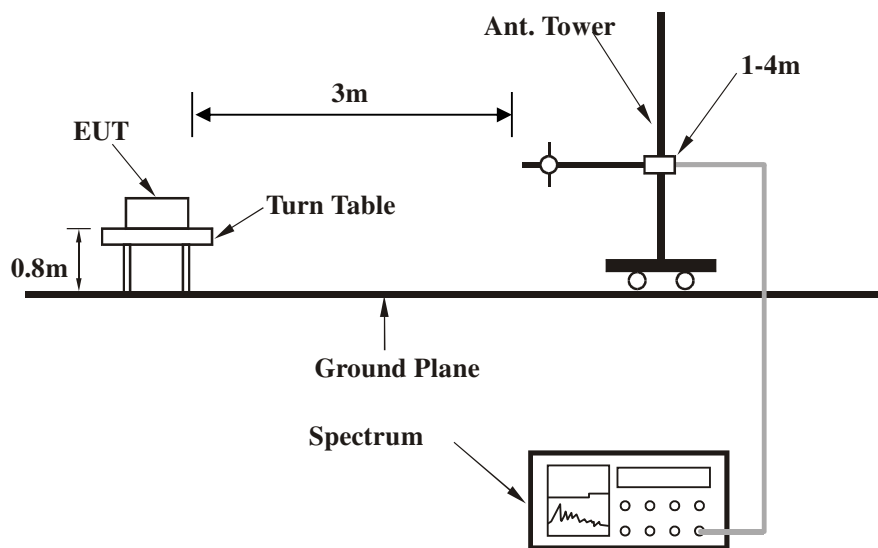 Ant. Tower
1-4m
3m
EUT
Turn Table
0.8m
Ground Plane
Spectrum